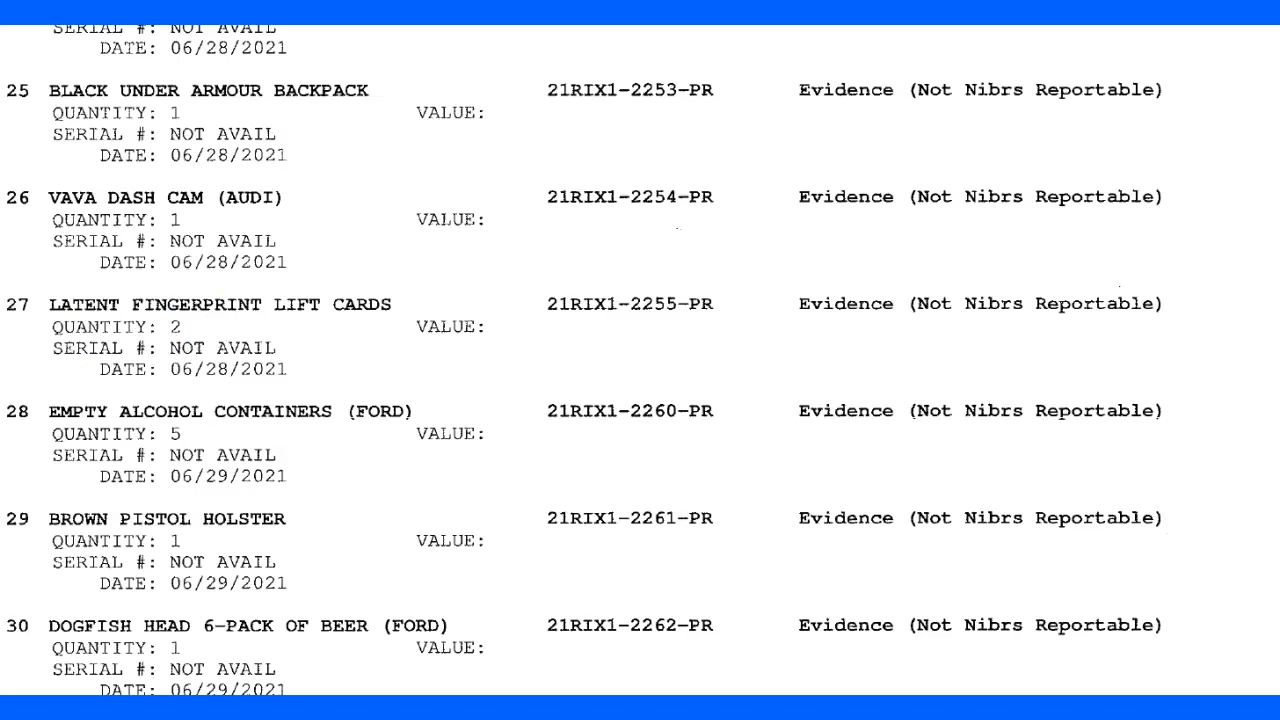 SERIAL #: NOT AVAIL
DATE: 06/28/2021
25 BLACK UNDER ARMOUR BACKPACK 21RIX1-2253-PR Evidence (Not Nibrs Reportable)
QUANTITY: 1 VALUE:
SERIAL #: NOT AVAIL
DATE: 06/28/2021
26 VAVA DASH CAM (AUDI) 21RIX1-2254-PR Evidence (Not Nibrs Reportable)
QUANTITY: 1 VALUE:
SERIAL #: NOT AVAIL
DATE: 06/28/2021
27 LATENT FINGERPRINT LIFT CARDS 21RIX1-2255-PR Evidence (Not Nibrs Reportable)
QUANTITY: 2 VALUE:
SERIAL #: NOT AVAIL
DATE: 06/28/2021
28 EMPTY ALCOHOL CONTAINERS (FORD) 21RIX1-2260-PR Evidence (Not Nibrs Reportable)
QUANTITY: 5 VALUE:
SERIAL #: NOT AVAIL
DATE: 06/29/2021
29 BROWN PISTOL HOLSTER 21RIX1-2261-PR Evidence (Not Nibrs Reportable)
QUANTITY: 1 VALUE:
SERIAL #: NOT AVAIL
DATE: 06/29/2021
30 DOGFISH HEAD 6-PACK OF BEER (FORD) 21RIX1-2262-PR Evidence (Not Nibrs Reportable)
QUANTITY: 1 VALUE:
SERIAL #: NOT AVAIL
DATE: 06/29/2021